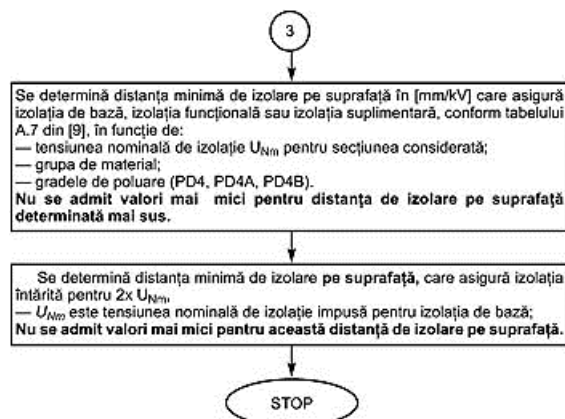 3
Se determină distanța minimă de izolare pe suprafață în [mm/kV] care asigură
izolația de bază, izolația funcțională sau izolația suplimentară, conform tabelului
A.7 din [9], în funcție de:
— tensiunea nominală de izolație UNm pentru secțiunea considerată;
— grupa de material;
— gradele de poluare (PD4, PD4A, PD4B).
Nu se admit valori mai mici pentru distanța de izolare pe suprafață
determinată mai sus.
Se determină distanța minimă de izolare pe suprafață, care asigură izolația
întărită pentru 2x UNm,
— UNm este tensiunea nominală de izolație impusă pentru izolația de bază;
Nu se admit valori mai mici pentru această distanță de izolare pe suprafață.
STOP